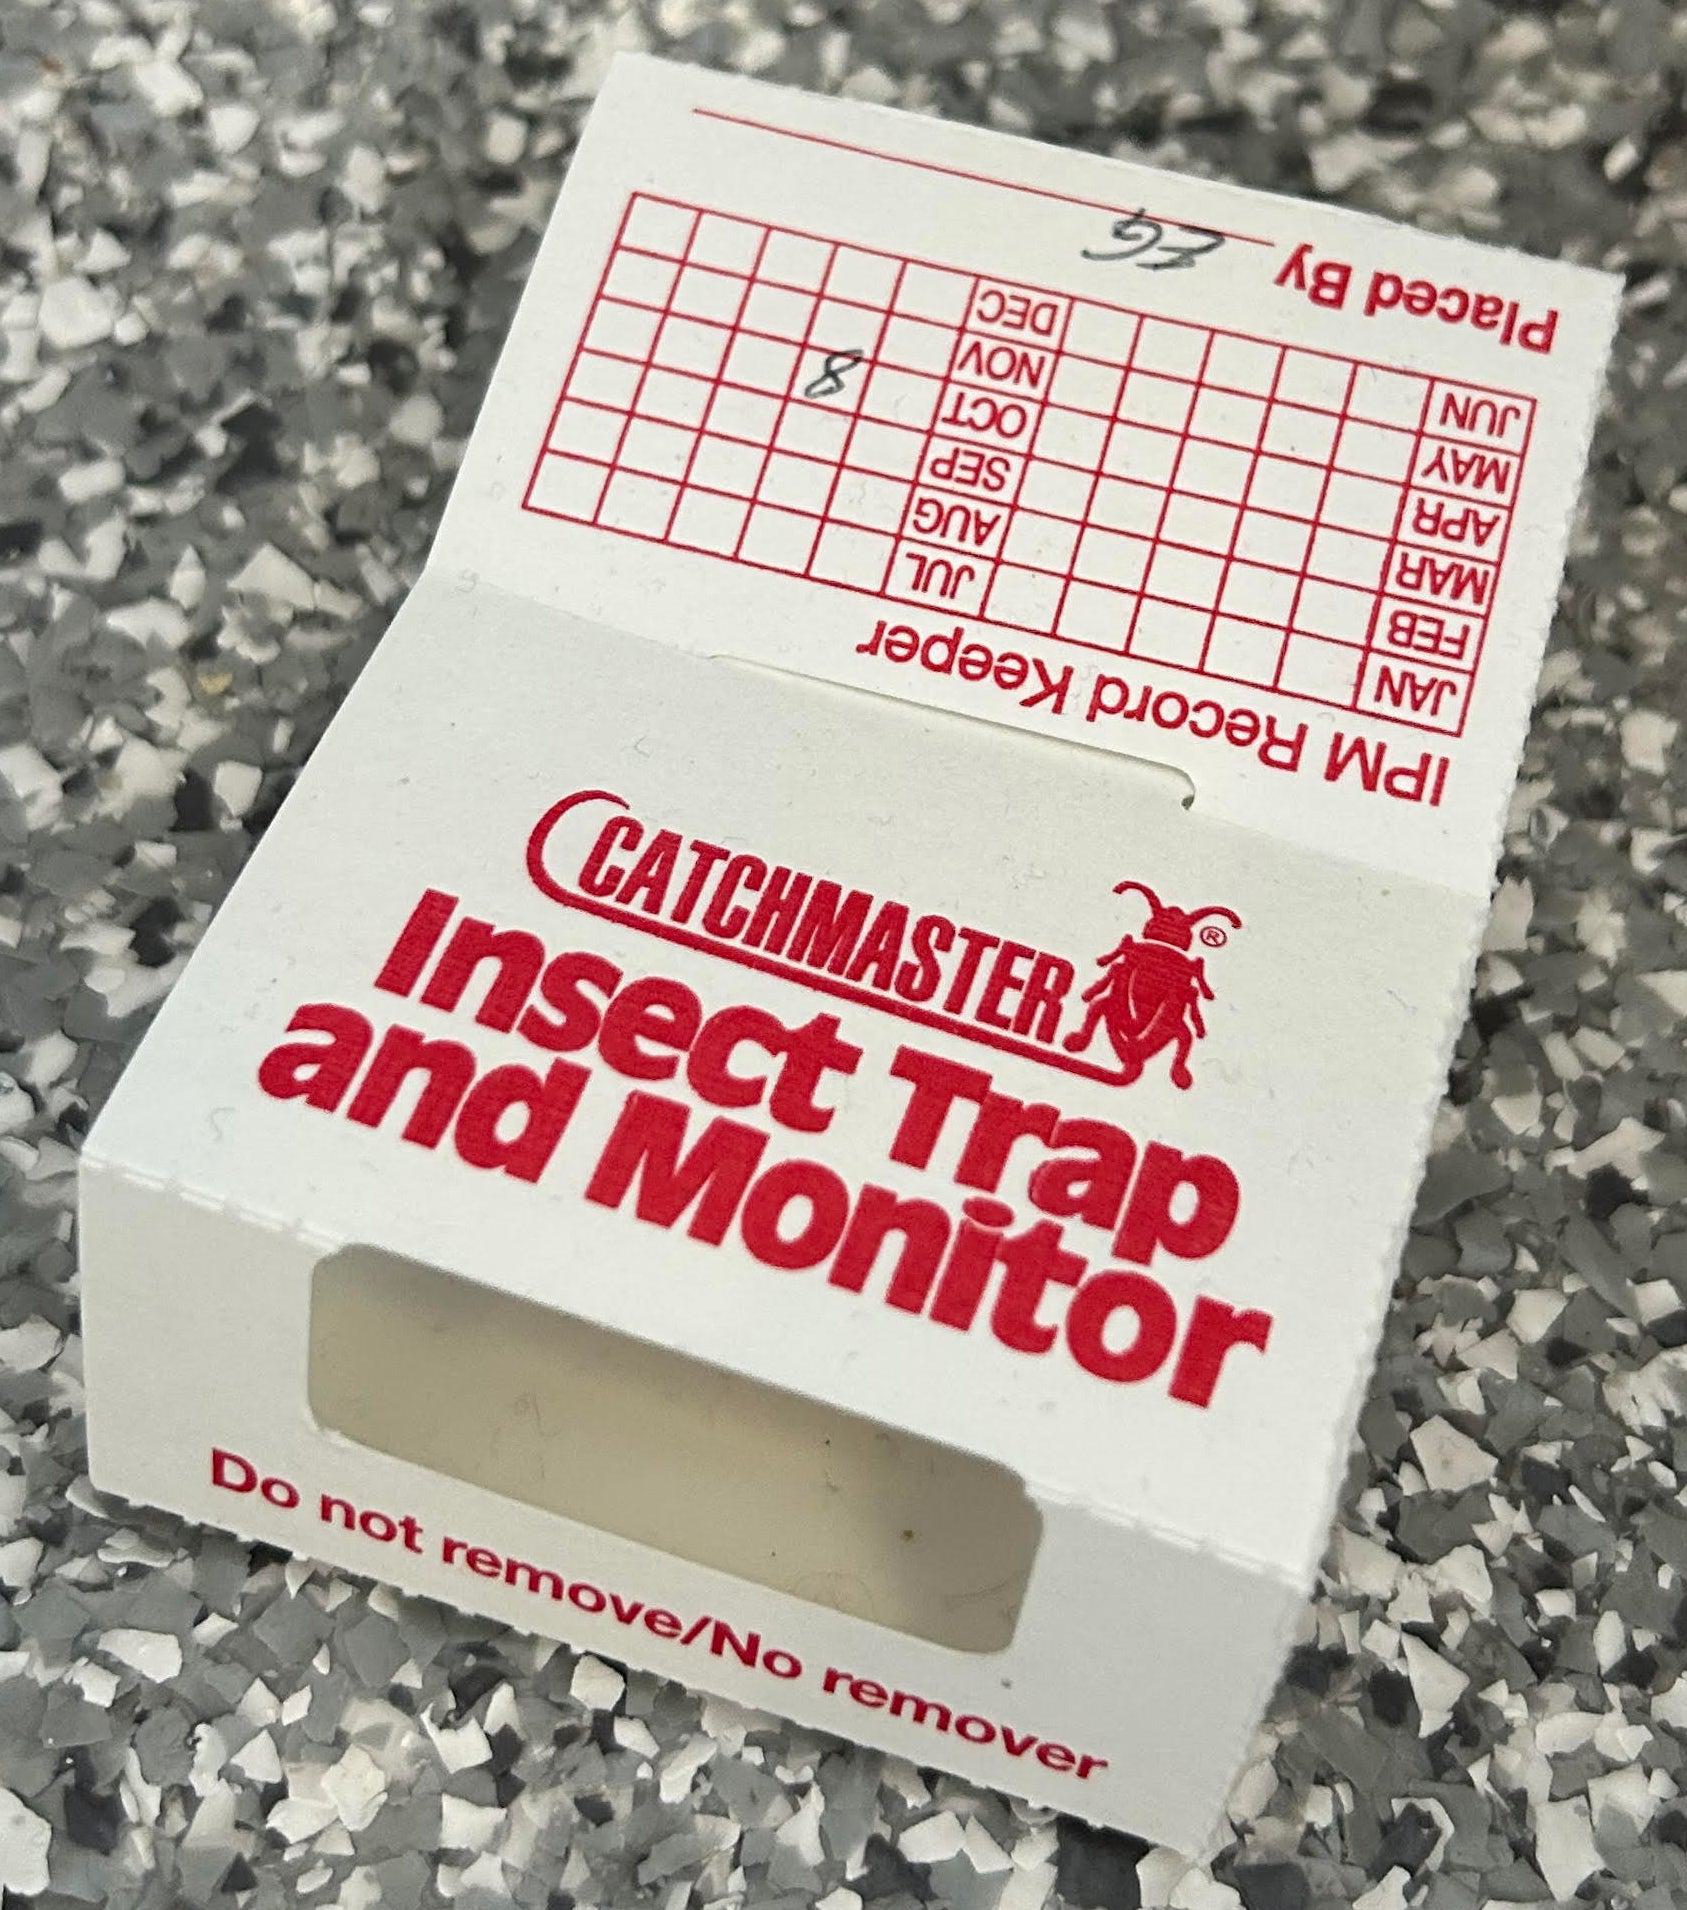 IPM Record Keeper
JAN JUL
FEB AUG
MAR SEP
APR OCT 8
MAY NOV
JUN DEC
Placed By EG
CATCHMASTER®
Insect Trap
and Monitor
Do not remove/No remover